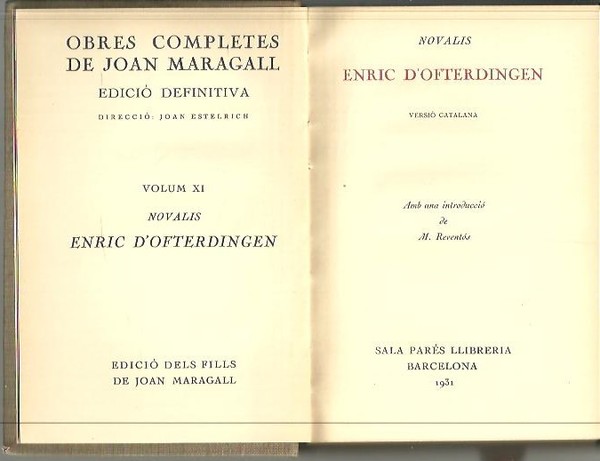 OBRES COMPLETES
DE JOAN MARAGALL
EDICIÓ DEFINITIVA
DIRECCIÓ: JOAN ESTELRICH
VOLUM XI
NOVALIS
ENRIC D'OFTERDINGEN
EDICIÓ DELS FILLS
DE JOAN MARAGALL
NOVALIS
ENRIC D'OFTERDINGEN
VERSIÓ CATALANA
Amb una introducció
de
M. Reventós
SALA PARÉS LLIBRERIA
BARCELONA
1931